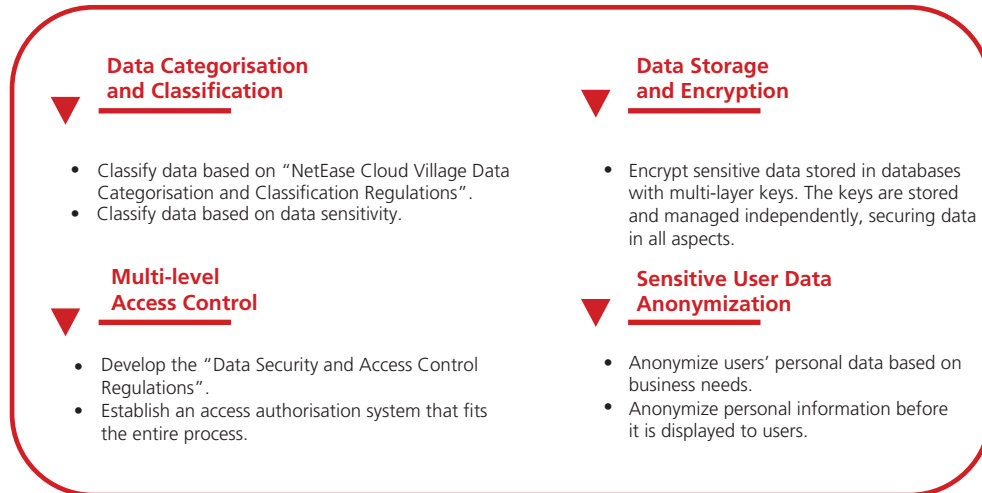 Data Categorisation
and Classification
• Classify data based on “NetEase Cloud Village Data
Categorisation and Classification Regulations”.
• Classify data based on data sensitivity.
Data Storage
and Encryption
• Encrypt sensitive data stored in databases
with multi-layer keys. The keys are stored
and managed independently, securing data
in all aspects.
Multi-level
Access Control
• Develop the “Data Security and Access Control
Regulations”.
• Establish an access authorisation system that fits
the entire process.
Sensitive User Data
Anonymization
• Anonymize users’ personal data based on
business needs.
• Anonymize personal information before
it is displayed to users.